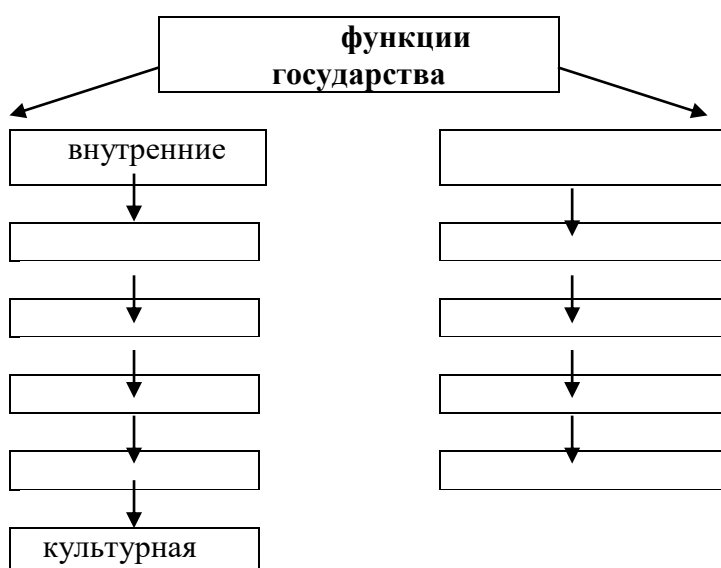 функции
государства
внутренние
культурная